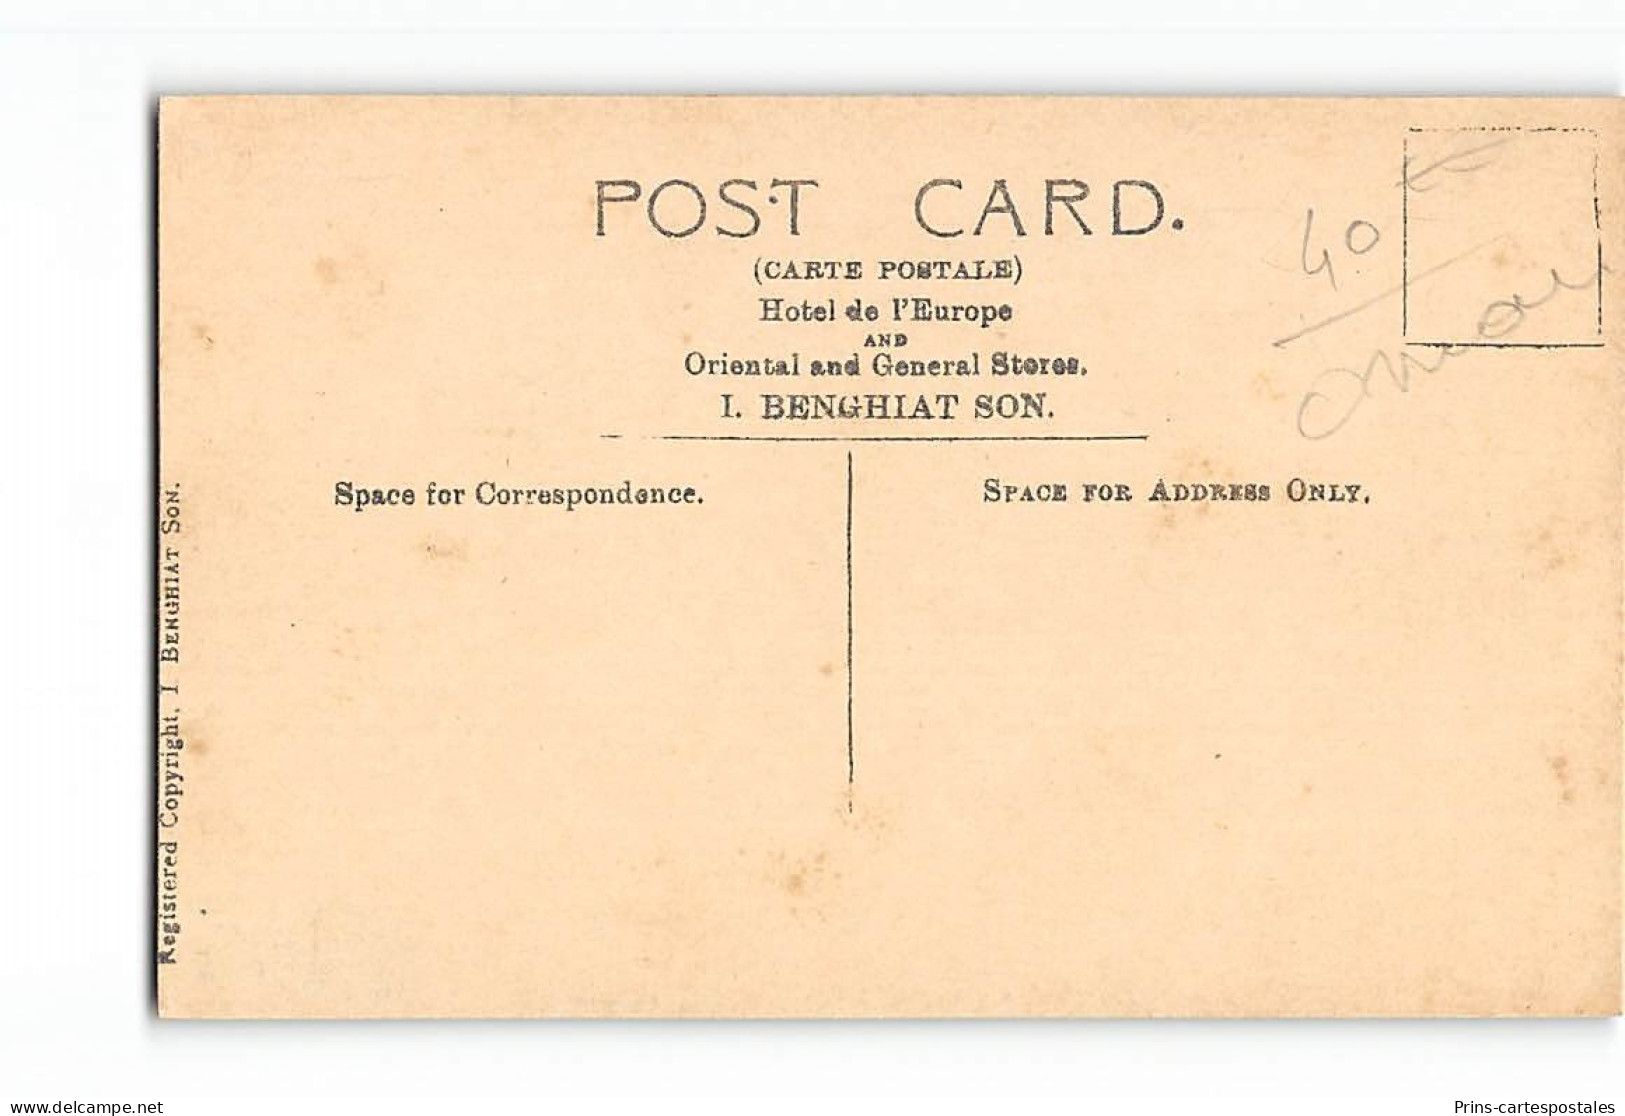 POST CARD.
(CARTE POSTALE)
Hotel de l'Europe
AND
Oriental and General Stores.
I. BENGHIAT SON.
Space for Correspondence.
SPACE FOR ADDRESS ONLY.
Registered Copyright, I BENGHIAT SON.
40
delcampe.net
Prins-cartespostales